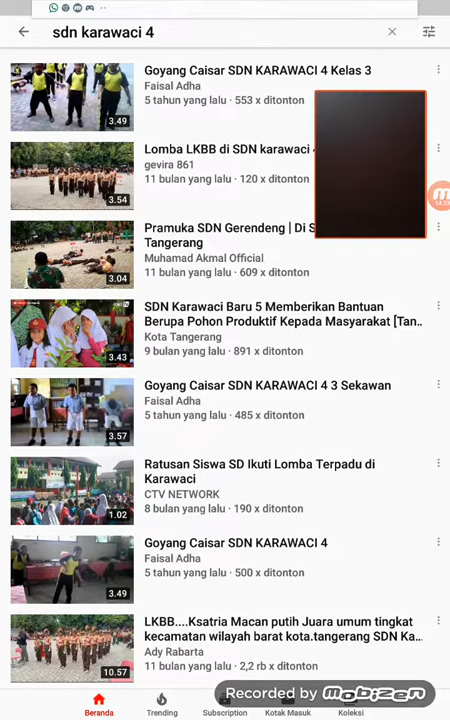 sdn karawaci 4
Goyang Caisar SDN KARAWACI 4 Kelas 3
Faisal Adha
5 tahun yang lalu · 553 x ditonton
3.49
Lomba LKBB di SDN karawaci
gevira 861
11 bulan yang lalu · 120 x ditonton
3.54
Pramuka SDN Gerendeng | Di S
Tangerang
Muhamad Akmal Official
11 bulan yang lalu · 609 x ditonton
3.04
SDN Karawaci Baru 5 Memberikan Bantuan
Berupa Pohon Produktif Kepada Masyarakat [Tan..
Kota Tangerang
9 bulan yang lalu · 891 x ditonton
3.43
Goyang Caisar SDN KARAWACI 4 3 Sekawan
Faisal Adha
5 tahun yang lalu · 485 x ditonton
3.57
Ratusan Siswa SD Ikuti Lomba Terpadu di
Karawaci
CTV NETWORK
8 bulan yang lalu · 190 x ditonton
1.02
Goyang Caisar SDN KARAWACI 4
Faisal Adha
5 tahun yang lalu · 500 x ditonton
3.49
LKBB....Ksatria Macan putih Juara umum tingkat
kecamatan wilayah barat kota.tangerang SDN Ka...
Ady Rabarta
11 bulan yang lalu · 2,2 rb x ditonton
10.57
Recorded by mobizen
Beranda
Trending
Subscription
Kotak Masuk
Koleksi